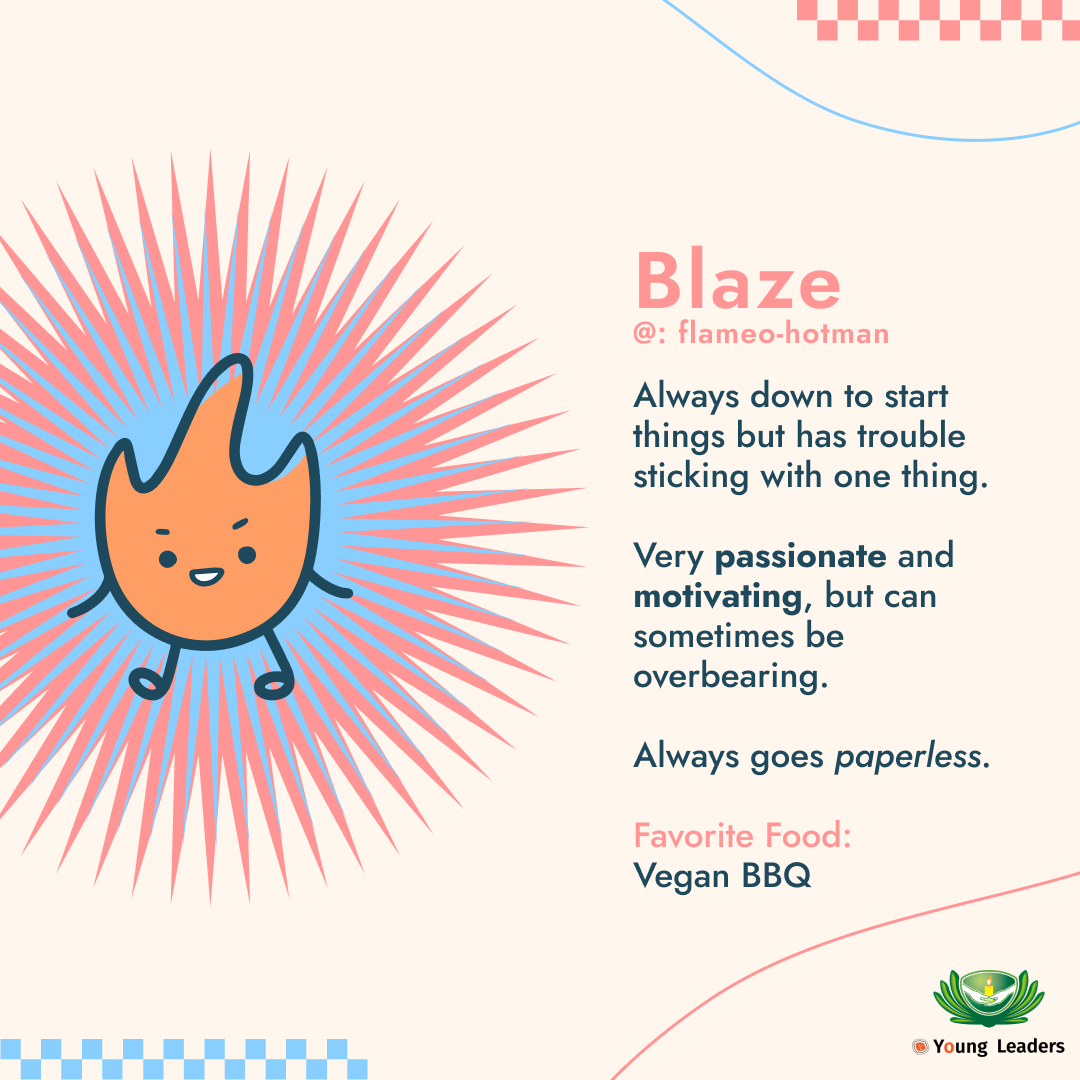 Blaze
@: flameo-hotman
Always down to start
things but has trouble
sticking with one thing.
Very passionate and
motivating, but can
sometimes be
overbearing.
Always goes paperless.
Favorite Food:
Vegan BBQ
Young Leaders